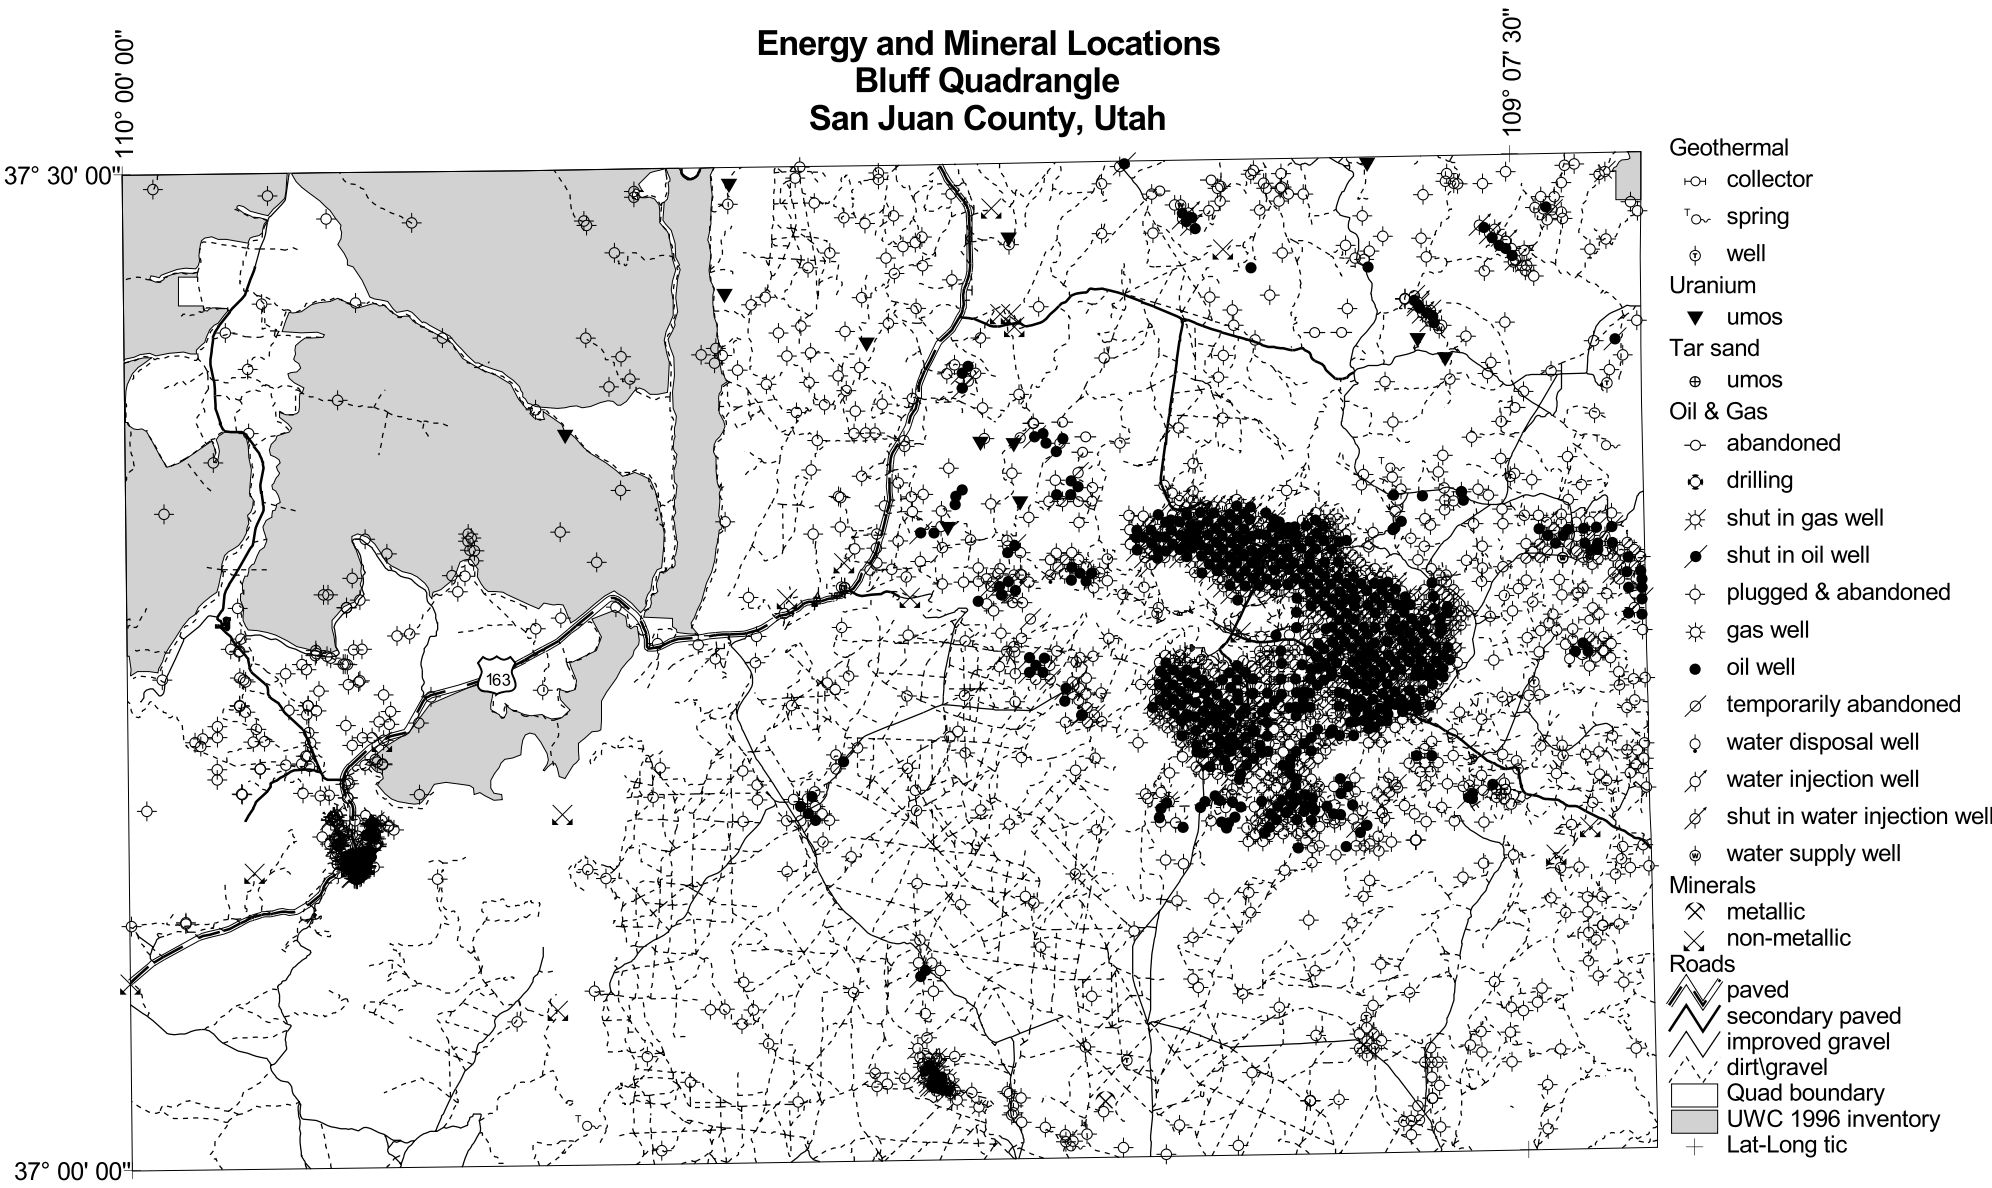 Energy and Mineral Locations
Bluff Quadrangle
San Juan County, Utah
110° 00' 00"
109° 07' 30"
37° 30' 00"
37° 00' 00"
163
Geothermal
collector
spring
well
Uranium
umos
Tar sand
umos
Oil & Gas
abandoned
drilling
shut in gas well
shut in oil well
plugged & abandoned
gas well
oil well
temporarily abandoned
water disposal well
water injection well
shut in water injection well
water supply well
Minerals
metallic
non-metallic
Roads
paved
secondary paved
improved gravel
dirt\gravel
Quad boundary
UWC 1996 inventory
Lat-Long tic